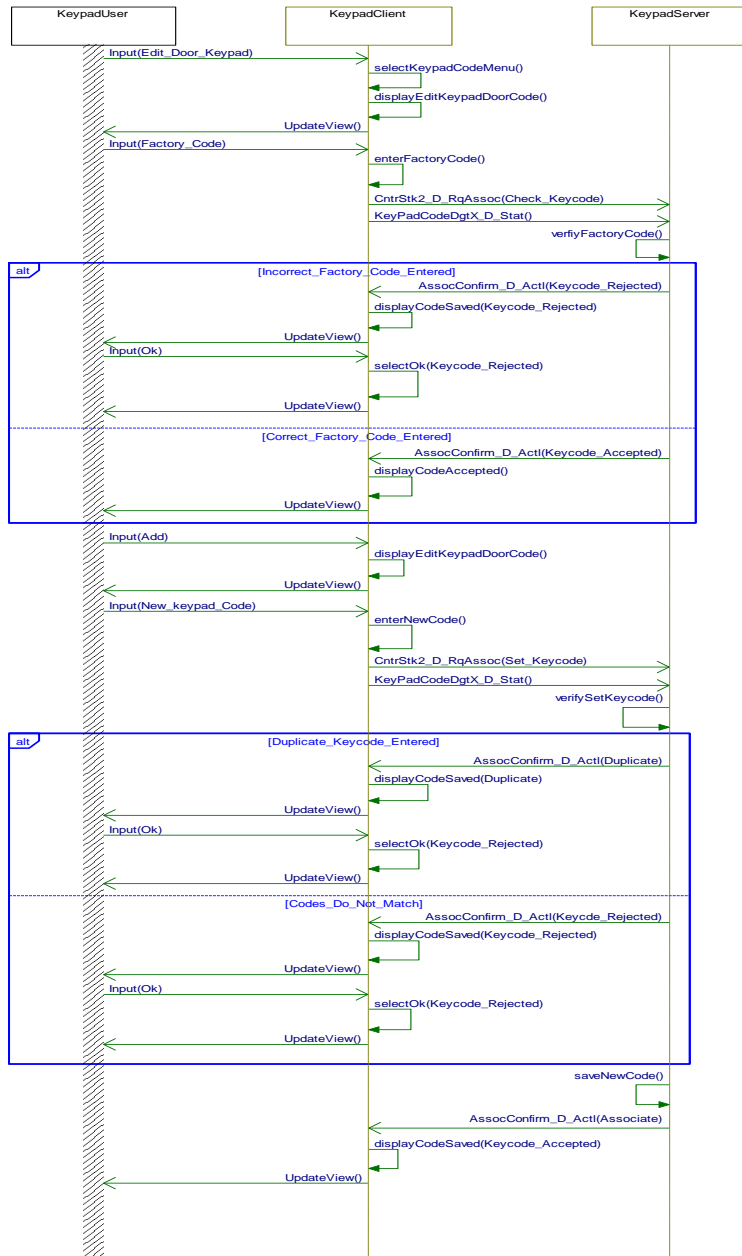 KeypadUser
KeypadClient
KeypadServer
Input(Edit_Door_Keypad)
selectKeypadCodeMenu()
displayEditKeypadDoorCode()
UpdateView()
Input(Factory_Code)
enterFactoryCode()
CntrStk2_D_RqAssoc(Check_Keycode)
KeyPadCodeDgtX_D_Stat()
verfiyFactoryCode()
alt
[Incorrect_Factory_Code_Entered]
AssocConfirm_D_Actl(Keycode_Rejected)
displayCodeSaved(Keycode_Rejected)
UpdateView()
Input(Ok)
selectOk(Keycode_Rejected)
UpdateView()
[Correct_Factory_Code_Entered]
AssocConfirm_D_Actl(Keycode_Accepted)
displayCodeAccepted()
UpdateView()
Input(Add)
displayEditKeypadDoorCode()
UpdateView()
Input(New_keypad_Code)
enterNewCode()
CntrStk2_D_RqAssoc(Set_Keycode)
KeyPadCodeDgtX_D_Stat()
verifySetKeycode()
alt
[Duplicate_Keycode_Entered]
AssocConfirm_D_Actl(Duplicate)
displayCodeSaved(Duplicate)
UpdateView()
Input(Ok)
selectOk(Keycode_Rejected)
UpdateView()
[Codes_Do_Not_Match]
AssocConfirm_D_Actl(Keycde_Rejected)
displayCodeSaved(Keycode_Rejected)
UpdateView()
Input(Ok)
selectOk(Keycode_Rejected)
UpdateView()
saveNewCode()
AssocConfirm_D_Actl(Associate)
displayCodeSaved(Keycode_Accepted)
UpdateView()